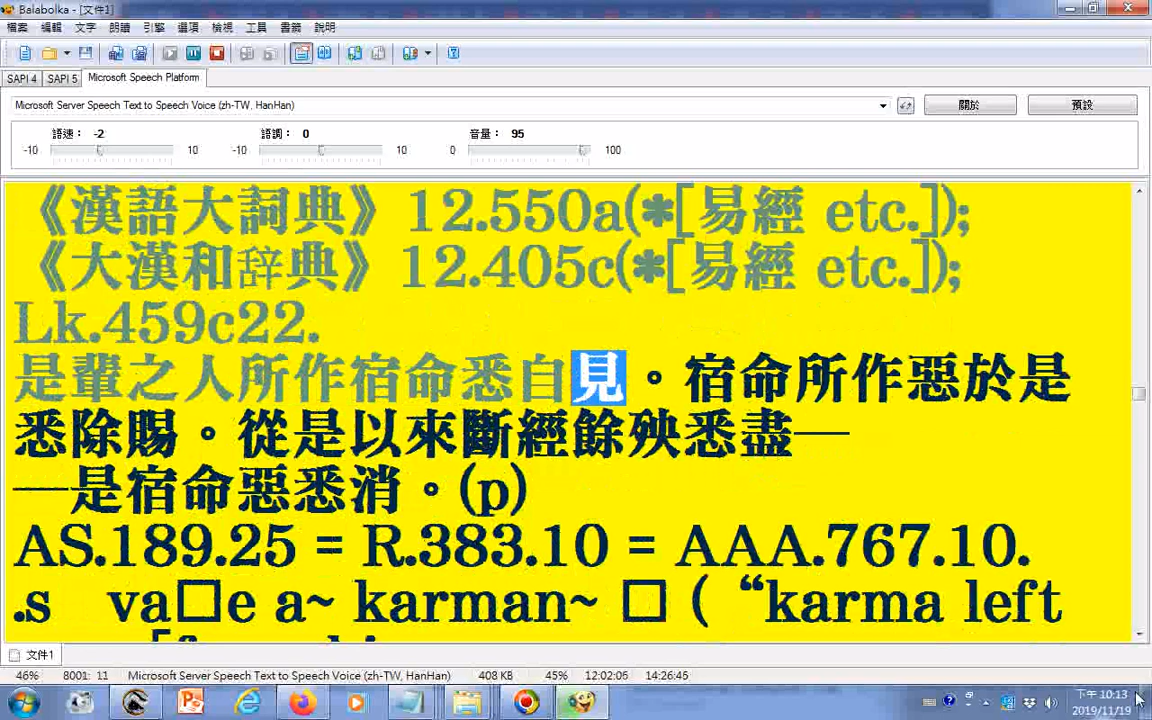 Balabolka - [文件1]
檔案 編輯 文字 朗讀 引擎 選項 檢視 工具 書籤 說明
SAPI 4 SAPI 5 Microsoft Speech Platform
Microsoft Server Speech Text to Speech Voice (zh-TW, HanHan)
關於 預設
語速： -2 語調： 0 音量： 95
-10 10 -10 10 0 100
《漢語大詞典》 12.550a(*[易經 etc.]);
《大漢和辞典》 12.405c(*[易經 etc.]);
Lk.459c22.
是輩之人所作宿命悉自見。宿命所作惡於是
悉除賜。從是以來斷經餘殃悉盡—
—是宿命惡悉消。(p)
AS.189.25 = R.383.10 = AAA.767.10.
.s va□e a~ karman~ □ ( “karma left
文件1
46% 8001: 11 Microsoft Server Speech Text to Speech Voice (zh-TW, HanHan) 408 KB 45% 12:02:05 14:26:45
下午 10:13
2019/11/19